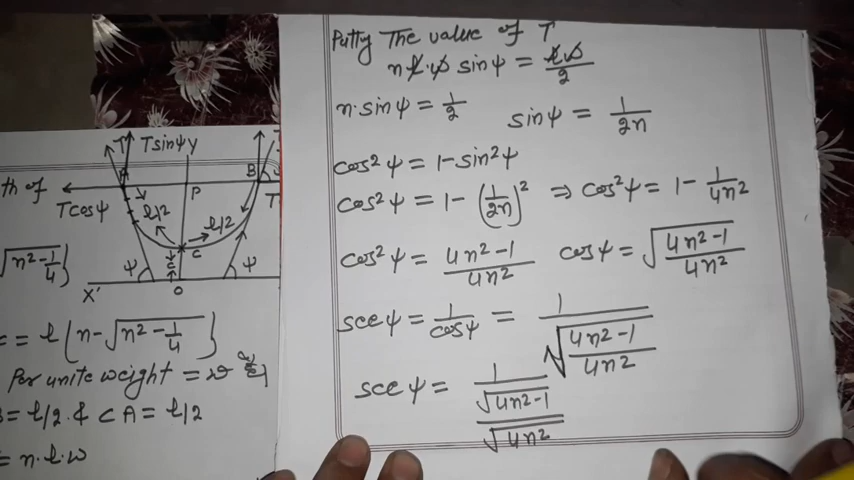 th of
T
T sinψ
y
B
T cosψ
P
T
l/2
l/2
c
c
ψ
ψ
X'
O
√n²-1/4}
= l {n-√n²-1/4}
Per unite weight = w
= l/2 & CA = l/2
= n.l.w
Putty The value of T
n l w sinψ = lw/2
n. sinψ = 1/2 sinψ = 1/2n
cos²ψ = 1-sin²ψ
cos²ψ = 1-(1/2n)² ⇒ cos²ψ = 1-1/4n²
cos²ψ = 4n²-1/4n² cosψ = √4n²-1/4n²
sceψ = 1/cosψ = 1/√4n²-1/4n²
sceψ = 1/√4n²-1/√4n²